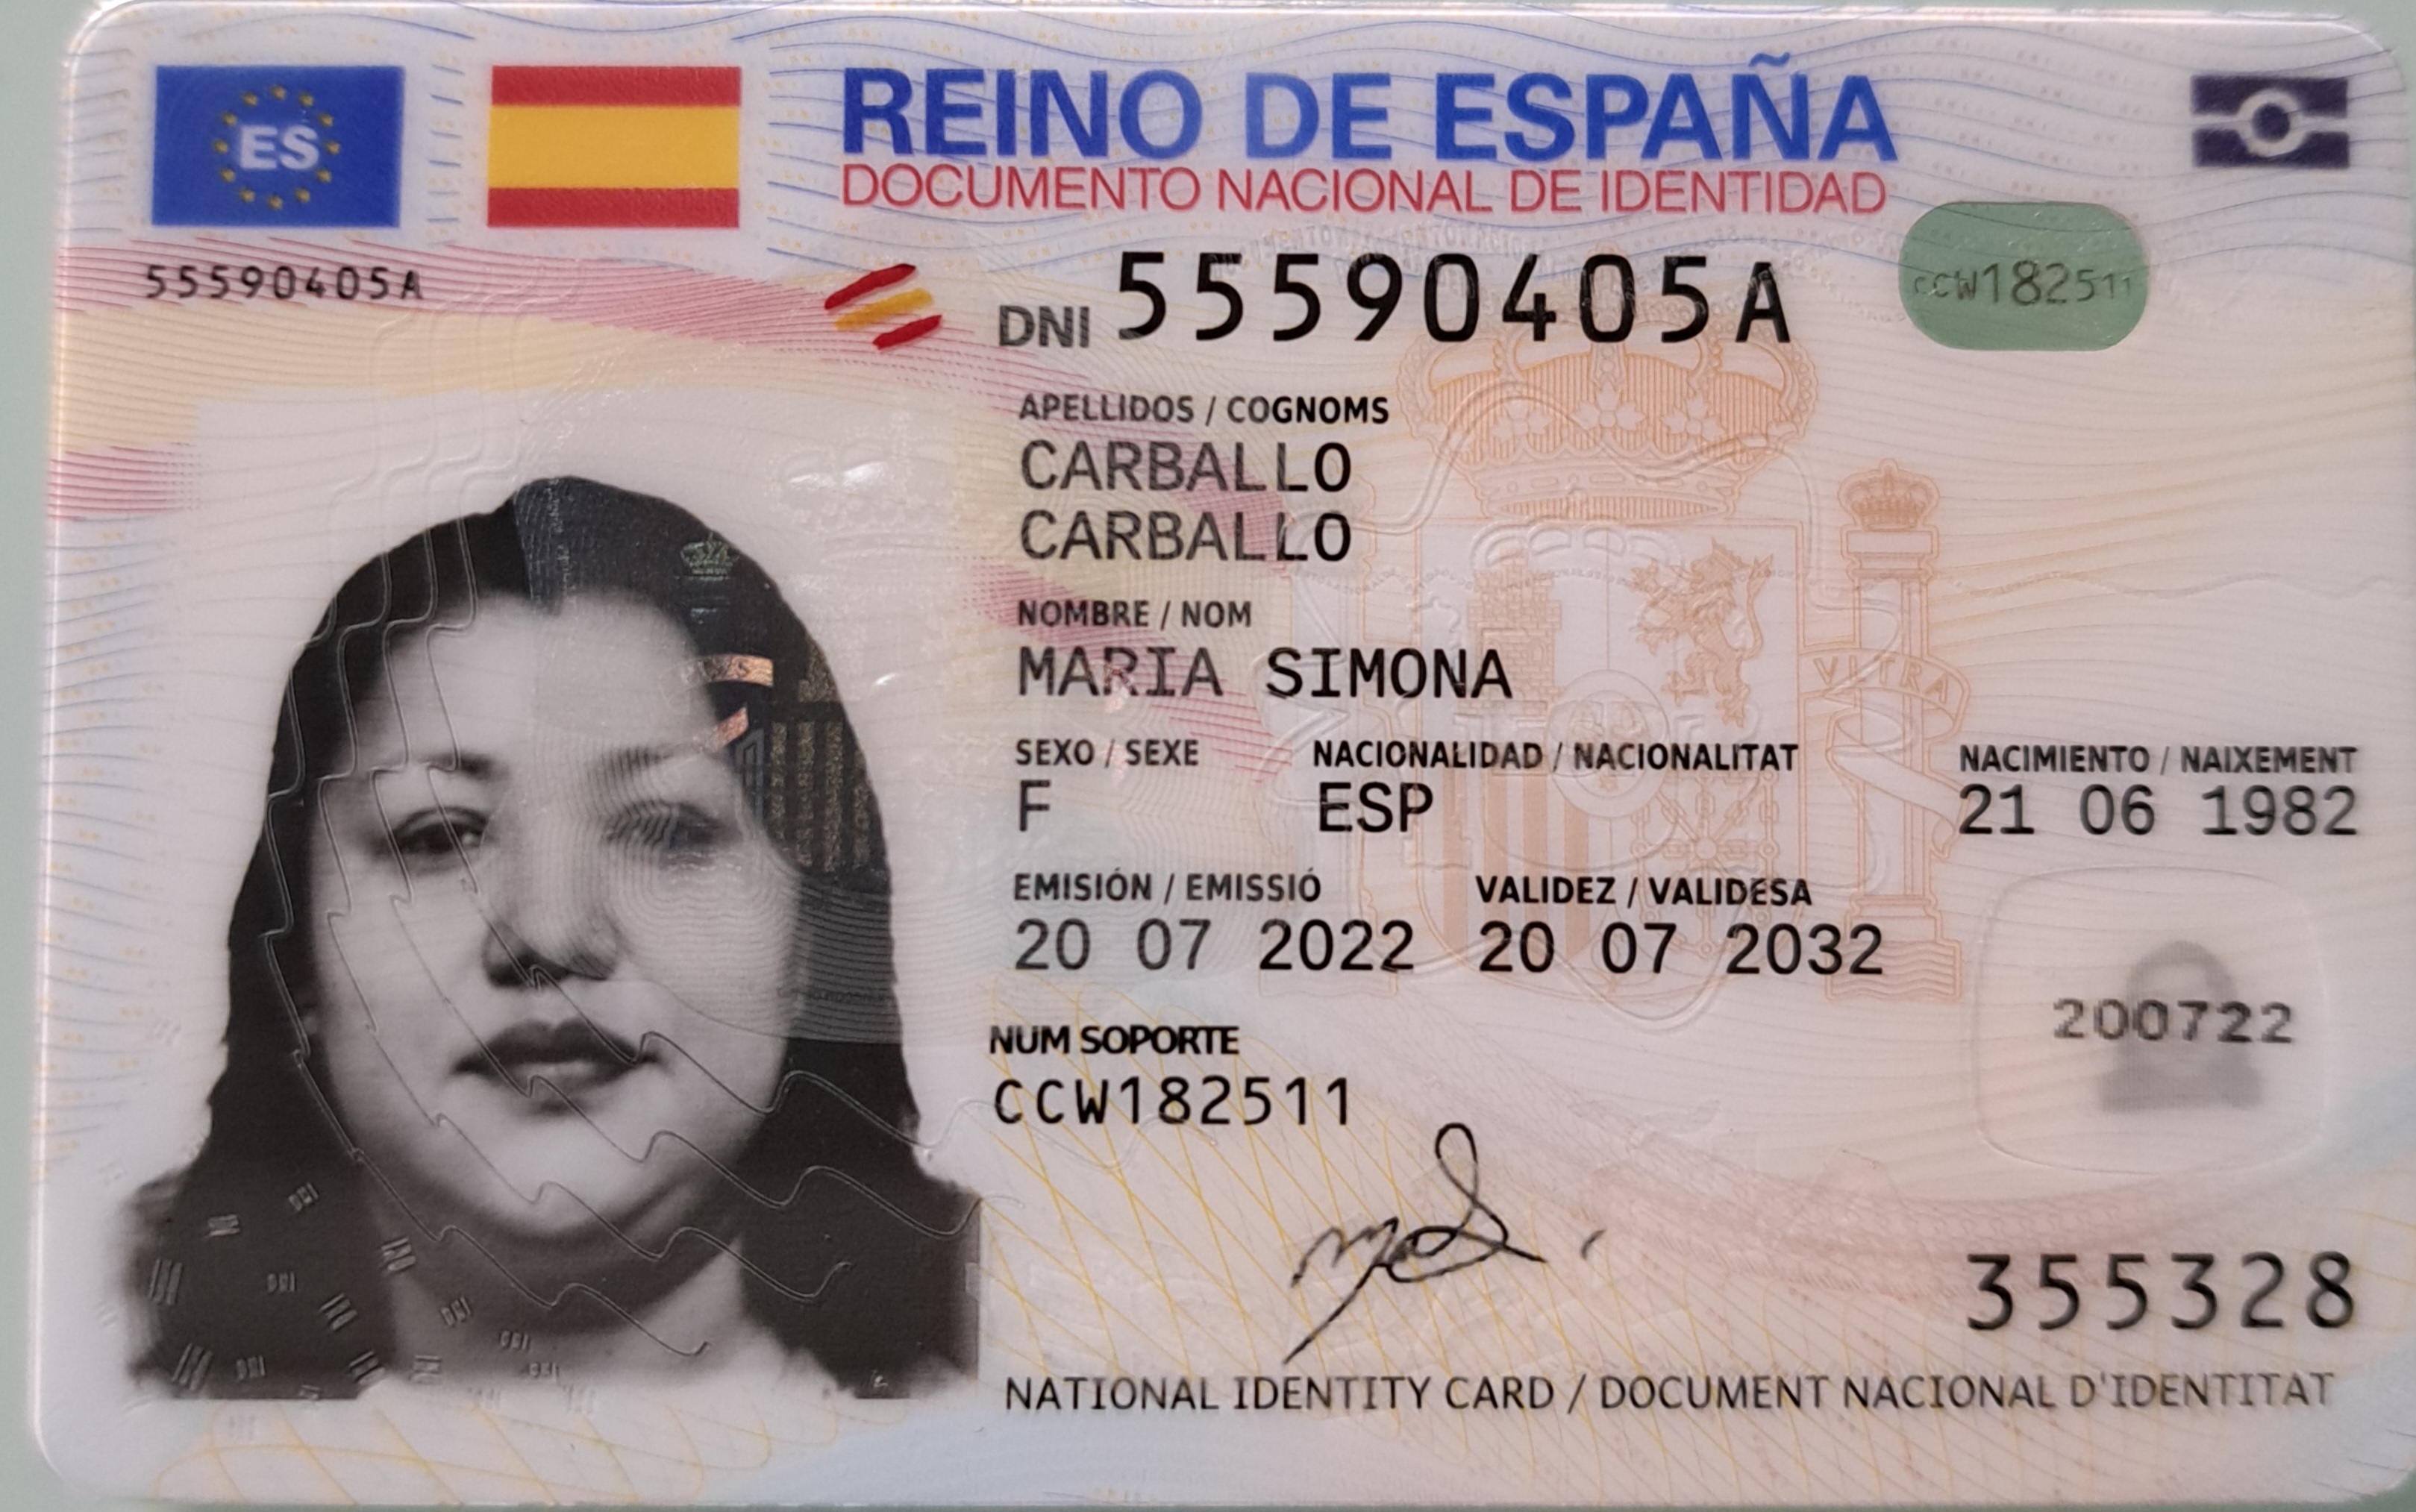 ES
REINO DE ESPAÑA
DOCUMENTO NACIONAL DE IDENTIDAD
55590405A
DNI 55590405A
CCW182511
APELLIDOS / COGNOMS
CARBALLO
CARBALLO
NOMBRE / NOM
MARIA SIMONA
SEXO / SEXE NACIONALIDAD / NACIONALITAT NACIMIENTO / NAIXEMENT
F ESP 21 06 1982
EMISIÓN / EMISSIÓ VALIDEZ / VALIDESA
20 07 2022 20 07 2032
NUM SOPORTE
CCW182511
200722
355328
NATIONAL IDENTITY CARD / DOCUMENT NACIONAL D'IDENTITAT